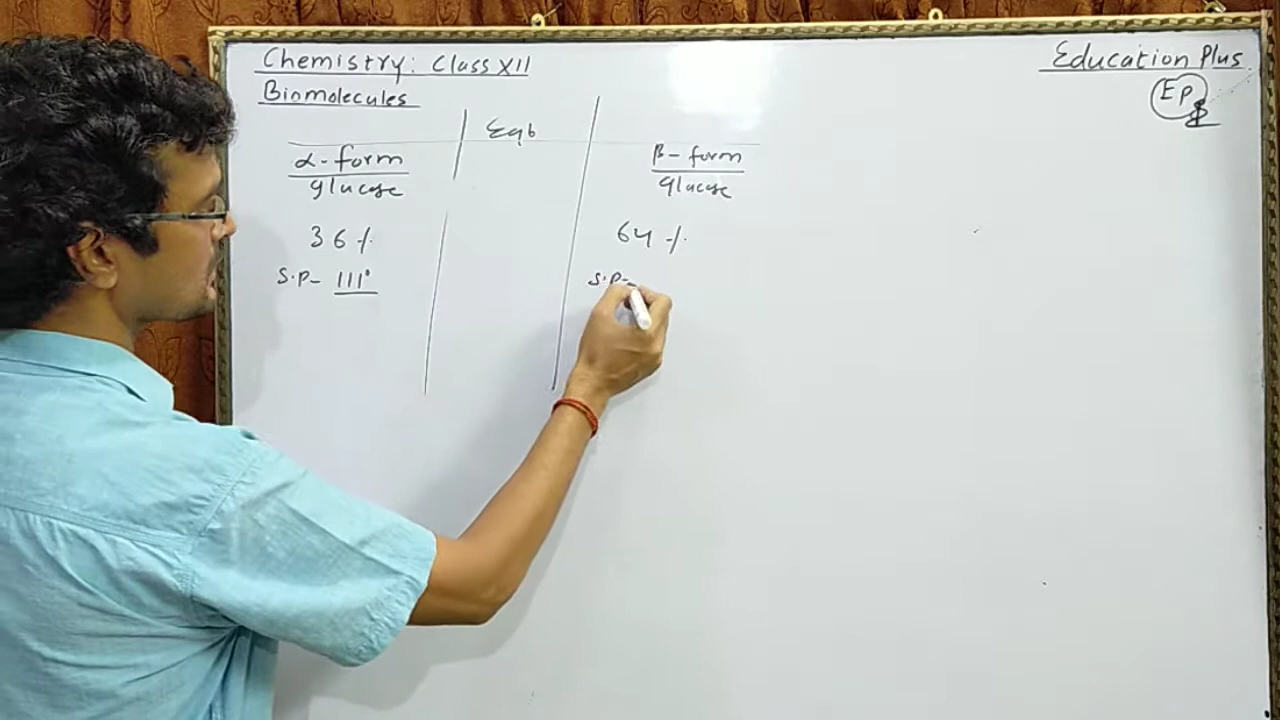 Chemistry: Class XII
Education Plus
Biomolecules
EP
Eqb
α-form
glucose
β-form
glucose
36%
64%
S.P- 111°
S.P-